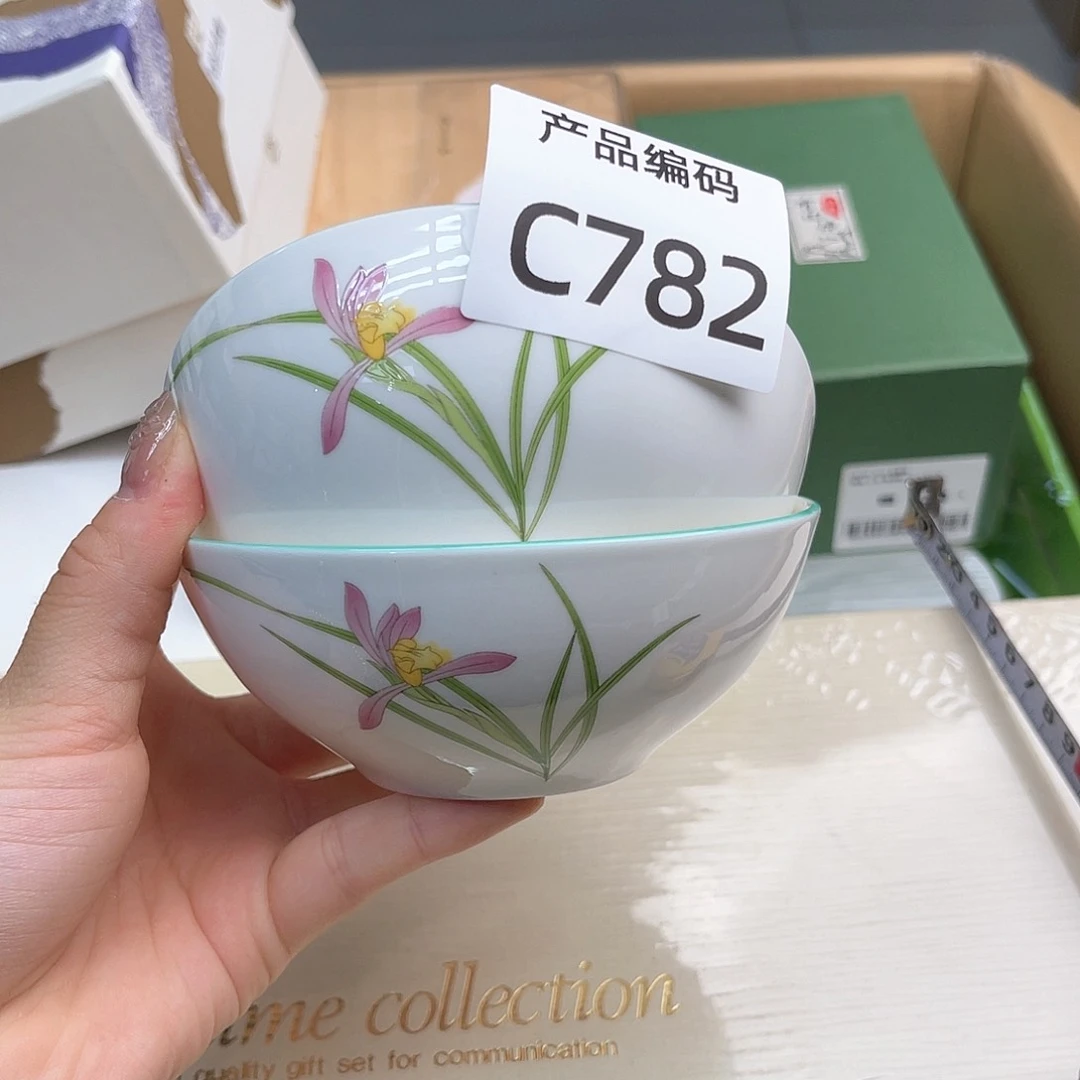 产品编码
C782
collection
quality gift set for communication